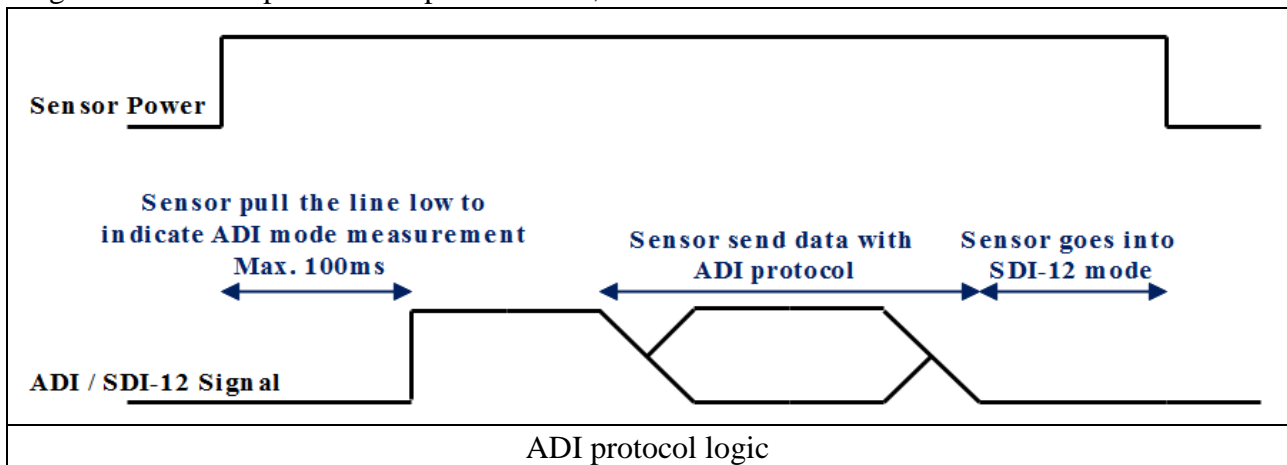 Sensor Power
Sensor pull the line low to
indicate ADI mode measurement
Max. 100ms
Sensor send data with
ADI protocol
Sensor goes into
SDI-12 mode
ADI / SDI-12 Signal
ADI protocol logic